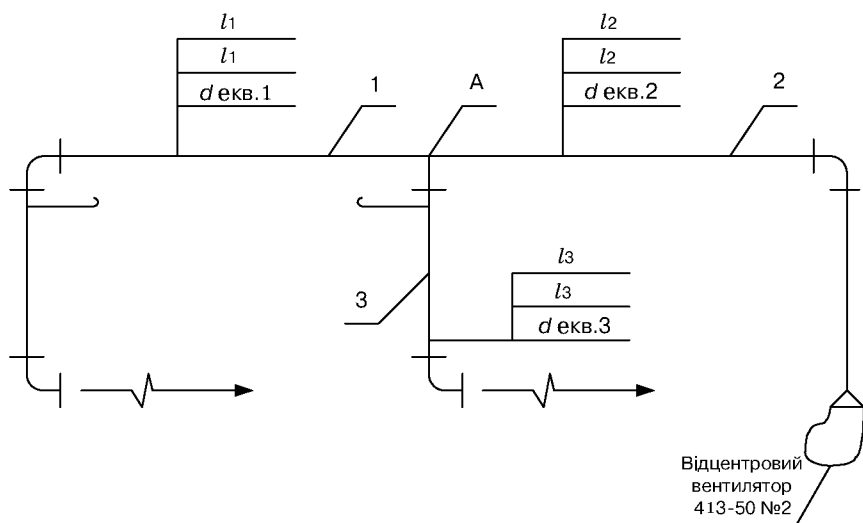 l1
l1
d екв.1
1
А
l2
l2
d екв.2
2
3
l3
l3
d екв.3
Відцентровий
вентилятор
413-50 №2